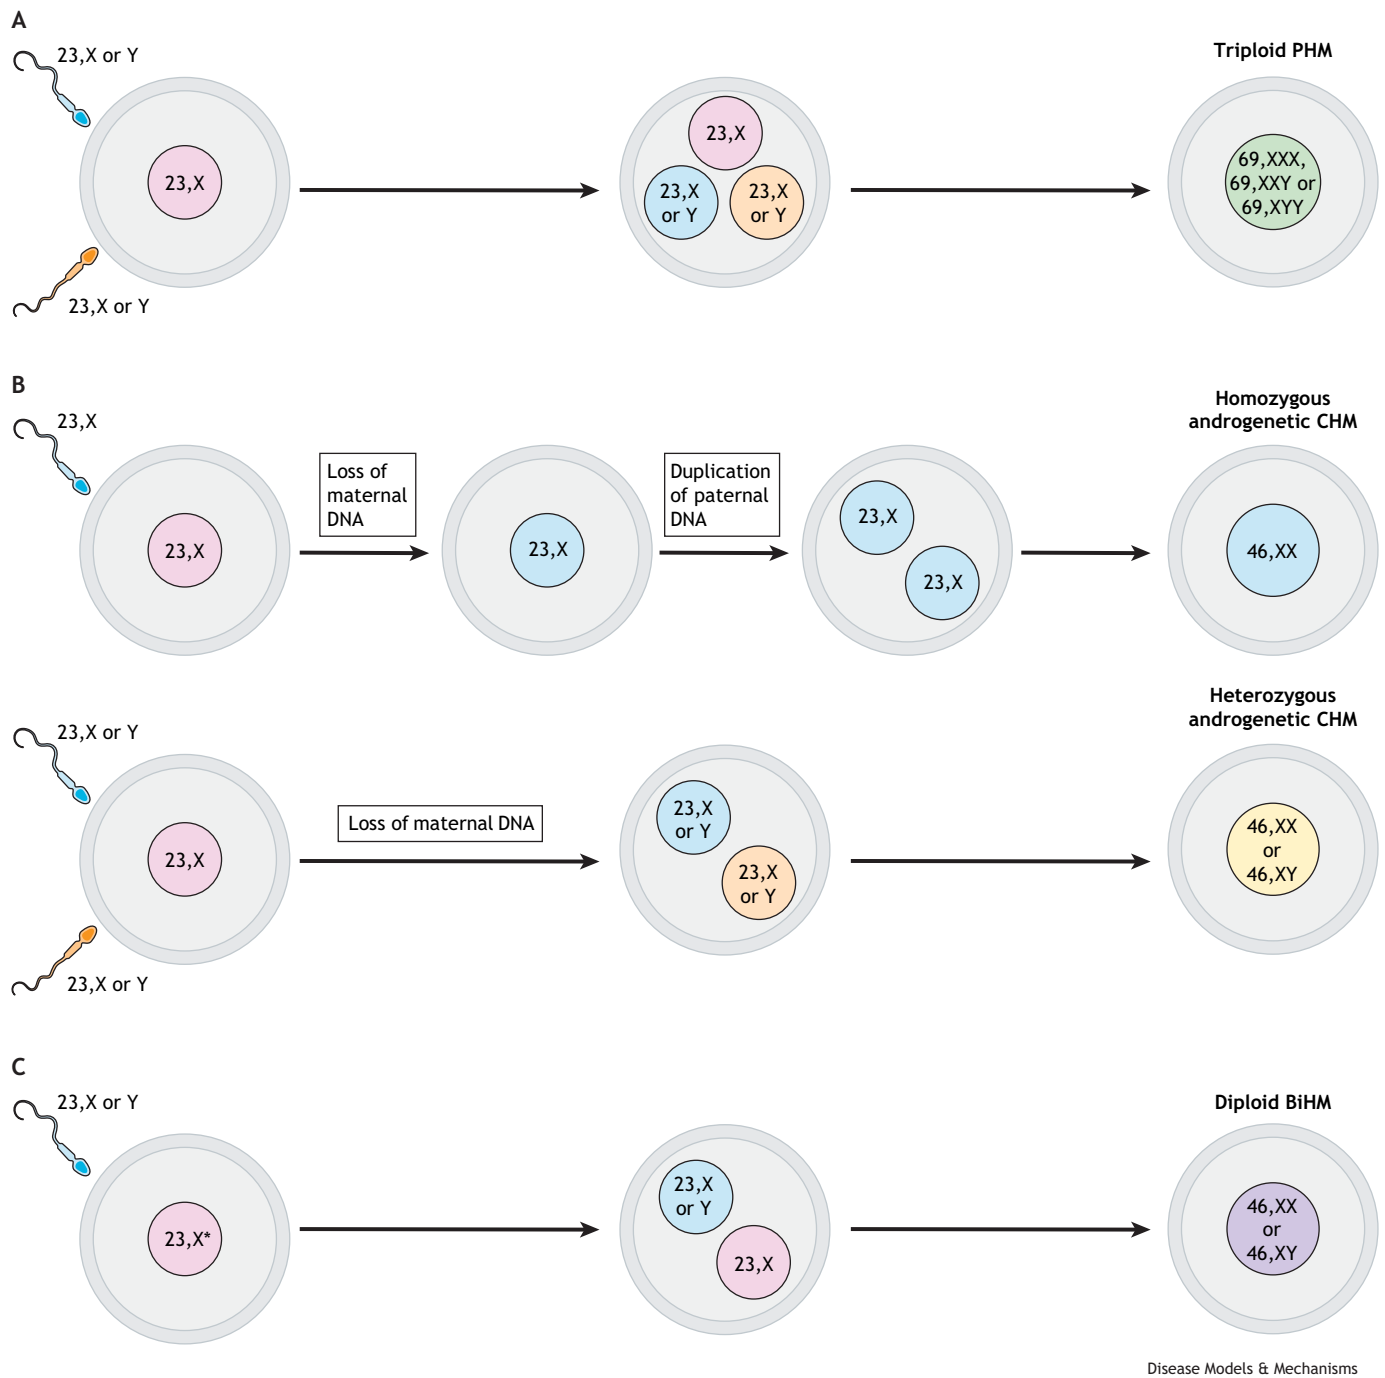 A
23,X or Y
Triploid PHM
23,X
23,X
23,X
or Y
23,X
or Y
69,XXX,
69,XXY or
69,XYY
23,X or Y
B
23,X
Homozygous
androgenetic CHM
Loss of
maternal
DNA
Duplication
of paternal
DNA
23,X
23,X
23,X
23,X
46,XX
Heterozygous
androgenetic CHM
23,X or Y
23,X
Loss of maternal DNA
23,X
or Y
23,X
or Y
46,XX
or
46,XY
23,X or Y
C
23,X or Y
Diploid BiHM
23,X*
23,X
or Y
23,X
46,XX
or
46,XY
Disease Models & Mechanisms